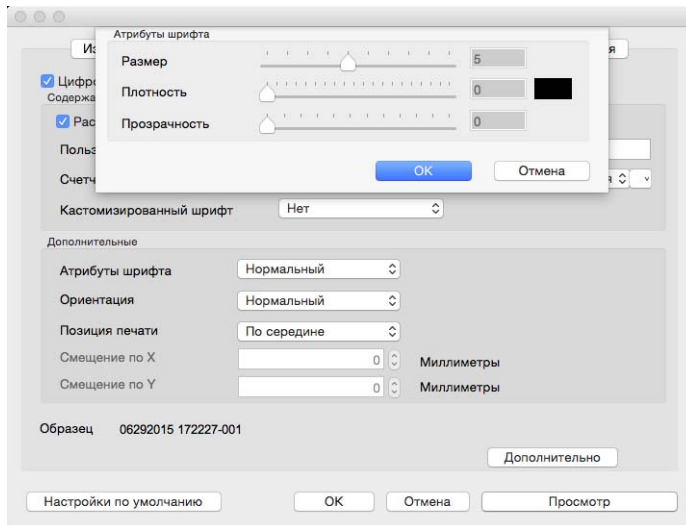 Атрибуты шрифта
Размер 5
Плотность 0
Прозрачность 0
OK Отмена
Кастомизированный шрифт Нет
Дополнительные
Атрибуты шрифта Нормальный
Ориентация Нормальный
Позиция печати По середине
Смещение по X 0 Миллиметры
Смещение по Y 0 Миллиметры
Образец 06292015 172227-001
Дополнительно
Настройки по умолчанию OK Отмена Просмотр